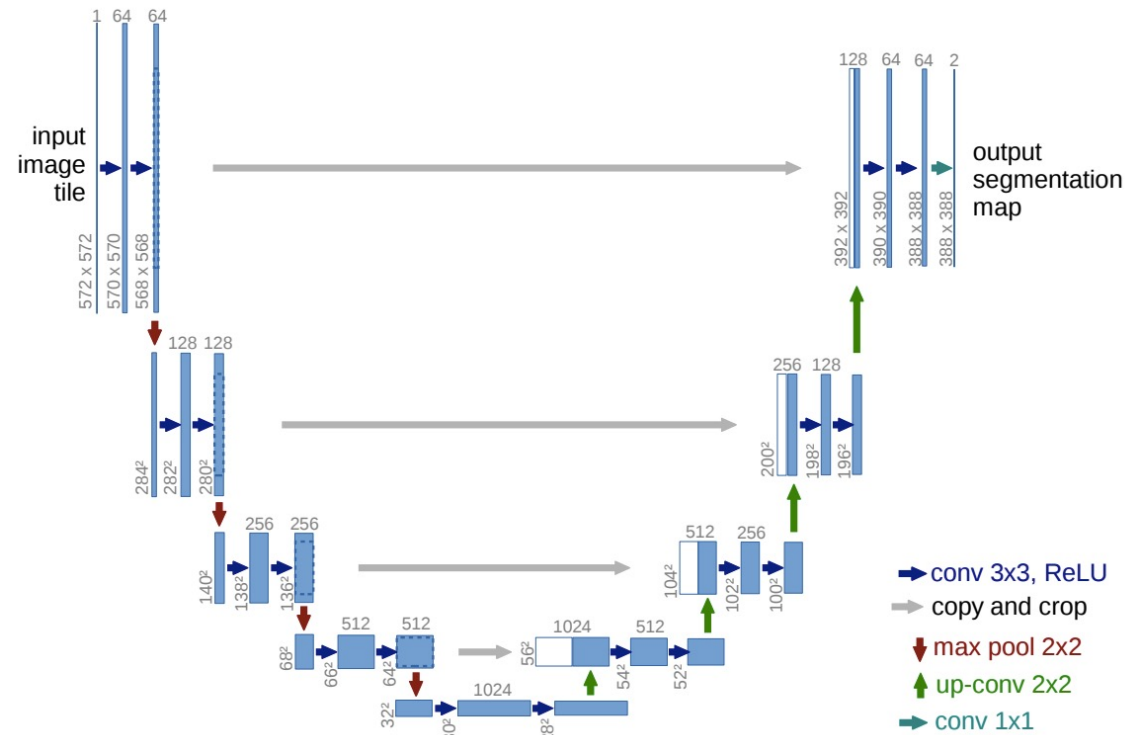 1 64 64
128 64 64 2
input
image
tile
output
segmentation
map
572 x 572
570 x 570
568 x 568
392 x 392
390 x 390
388 x 388
388 x 388
128 128
256 128
284²
282²
280²
200²
198²
196²
256 256
512 256
140²
138²
136²
104²
102²
100²
conv 3x3, ReLU
copy and crop
max pool 2x2
up-conv 2x2
conv 1x1
512 512
1024 512
68²
66²
64²
56²
54²
52²
1024
32²